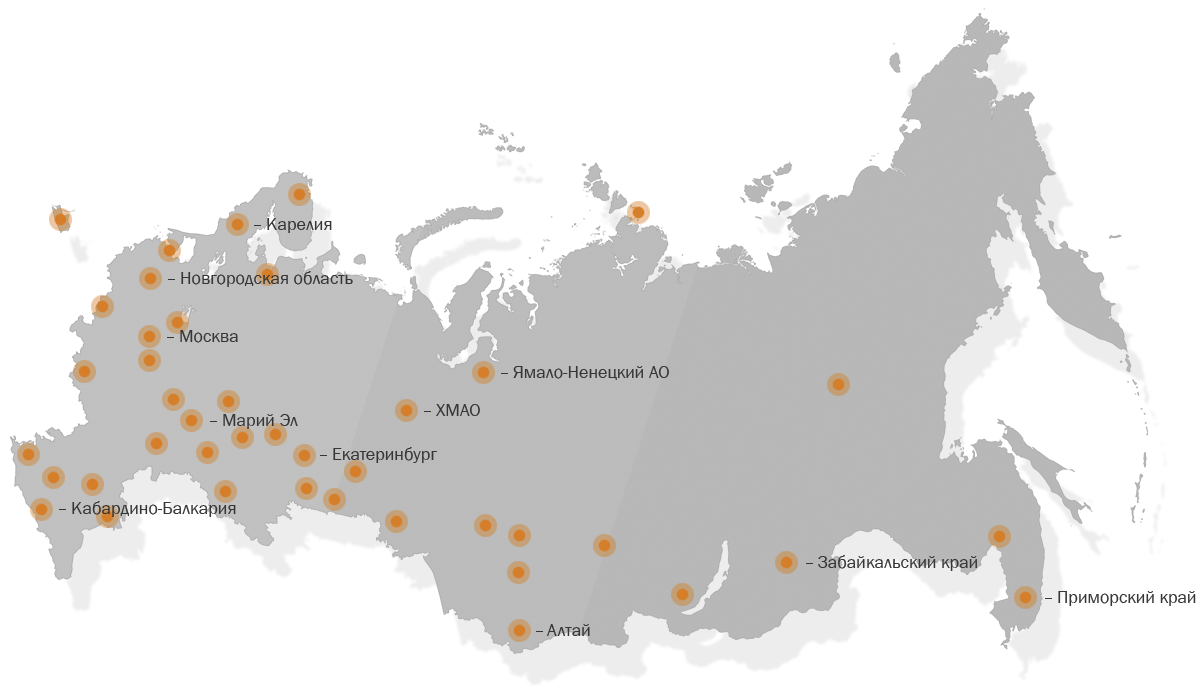 – Карелия
– Новгородская область
– Москва
– Ямало-Ненецкий АО
– ХМАО
– Марий Эл
– Екатеринбург
– Кабардино-Балкария
– Забайкальский край
– Приморский край
– Алтай